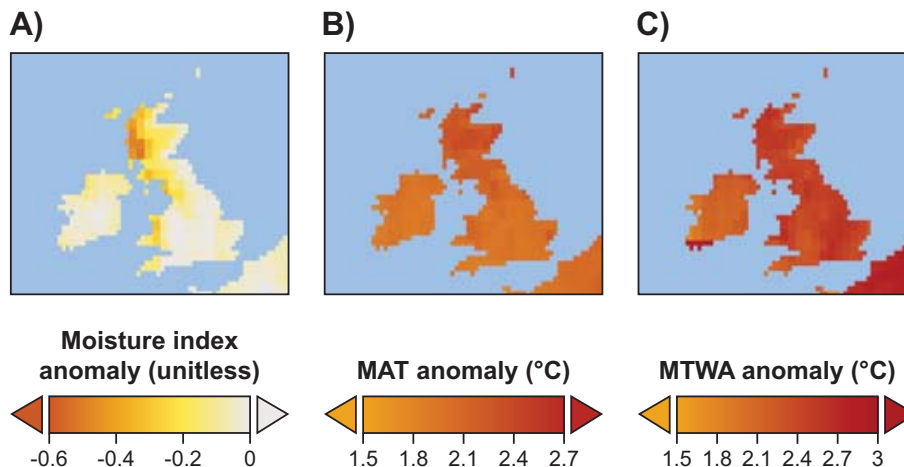 A)
B)
C)
Moisture index
anomaly (unitless)
MAT anomaly (°C)
MTWA anomaly (°C)
-0.6 -0.4 -0.2 0
1.5 1.8 2.1 2.4 2.7
1.5 1.8 2.1 2.4 2.7 3